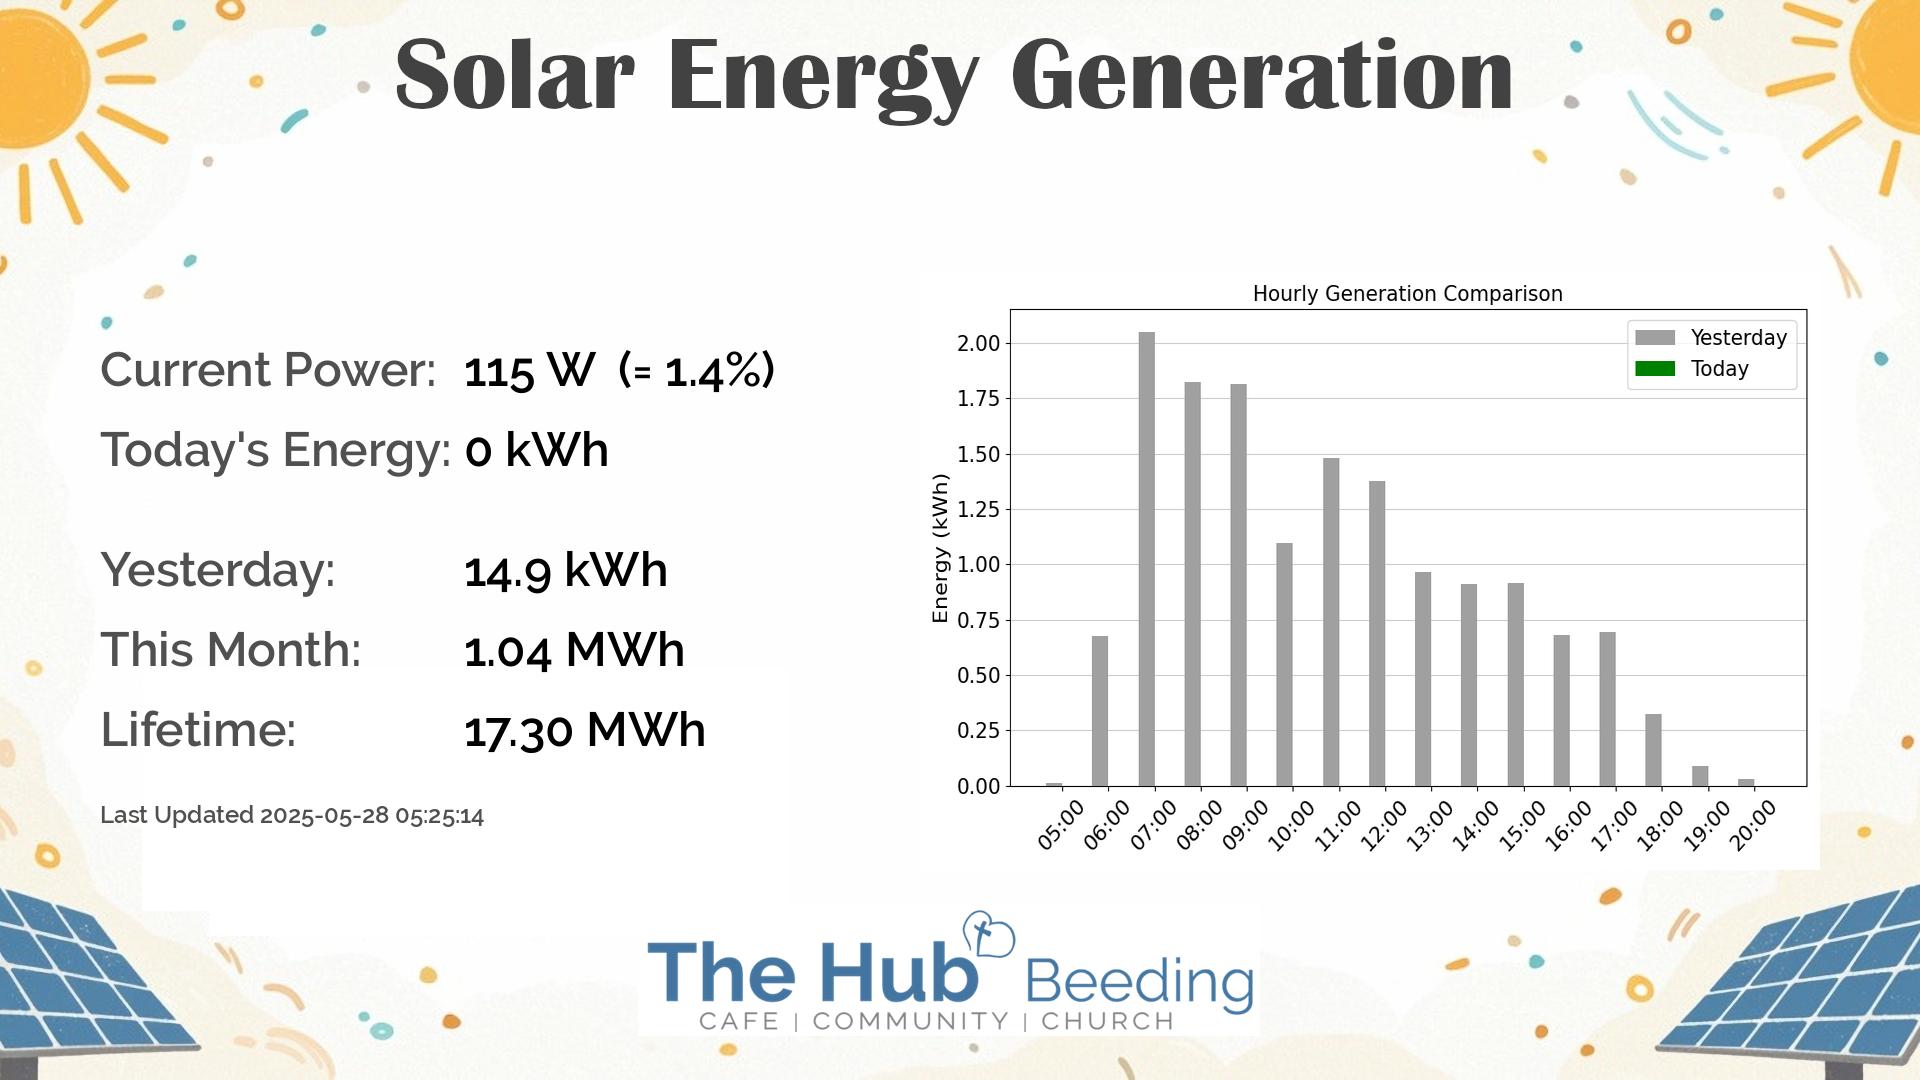 Solar Energy Generation
Current Power: 115 W (= 1.4%)
Today's Energy: 0 kWh
Yesterday: 14.9 kWh
This Month: 1.04 MWh
Lifetime: 17.30 MWh
Last Updated 2025-05-28 05:25:14
Hourly Generation Comparison
Yesterday
Today
Energy (kWh)
2.00
1.75
1.50
1.25
1.00
0.75
0.50
0.25
0.00
05:00 06:00 07:00 08:00 09:00 10:00 11:00 12:00 13:00 14:00 15:00 16:00 17:00 18:00 19:00 20:00
The Hub Beeding
CAFE | COMMUNITY | CHURCH